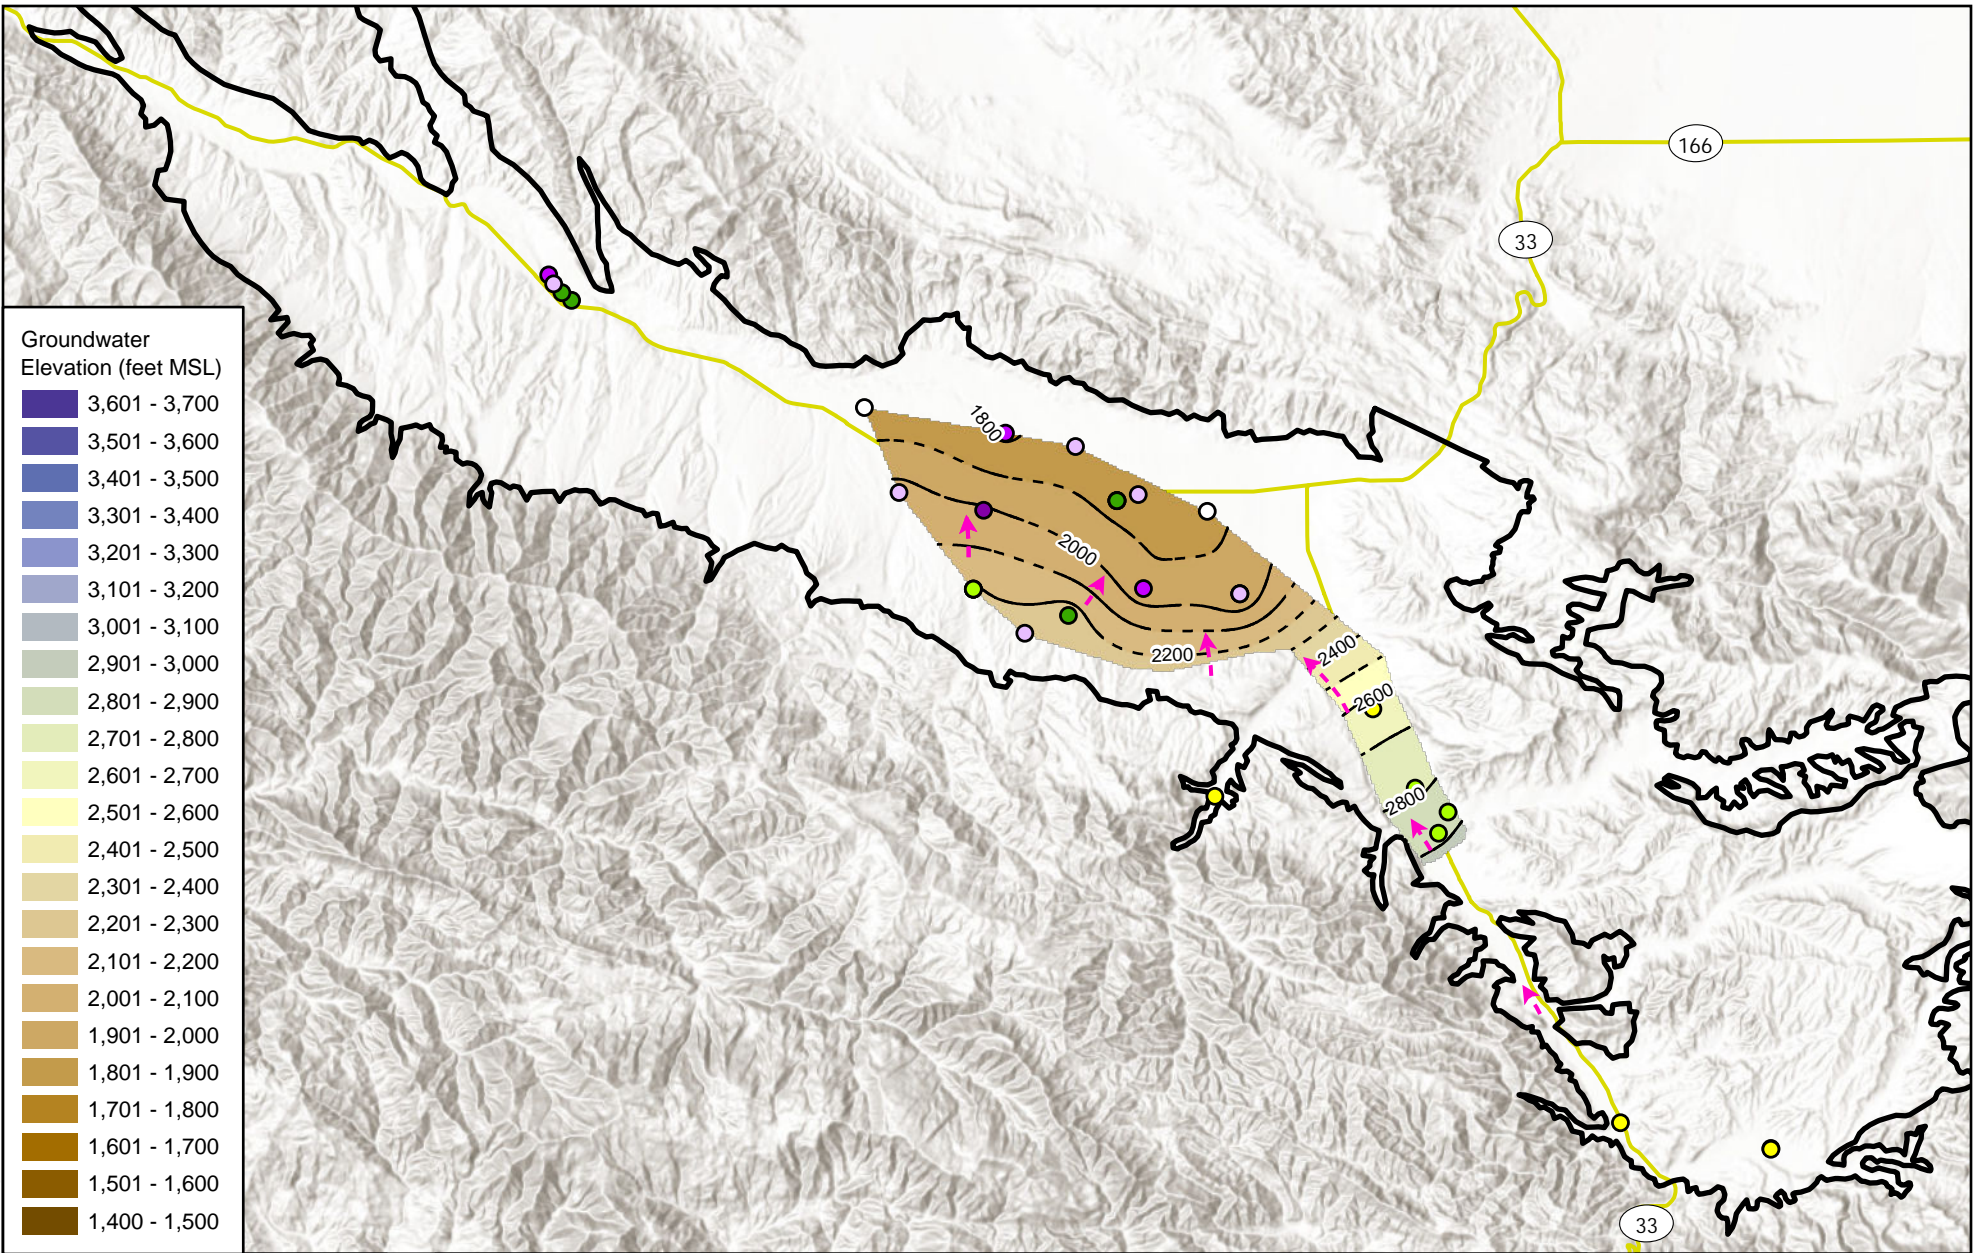 166
33
Groundwater
Elevation (feet MSL)
3,601 - 3,700
3,501 - 3,600
3,401 - 3,500
3,301 - 3,400
3,201 - 3,300
3,101 - 3,200
3,001 - 3,100
2,901 - 3,000
2,801 - 2,900
2,701 - 2,800
2,601 - 2,700
2,501 - 2,600
2,401 - 2,500
2,301 - 2,400
2,201 - 2,300
2,101 - 2,200
2,001 - 2,100
1,901 - 2,000
1,801 - 1,900
1,701 - 1,800
1,601 - 1,700
1,501 - 1,600
1,400 - 1,500
1800
2000
2200
2400
2600
2800
33